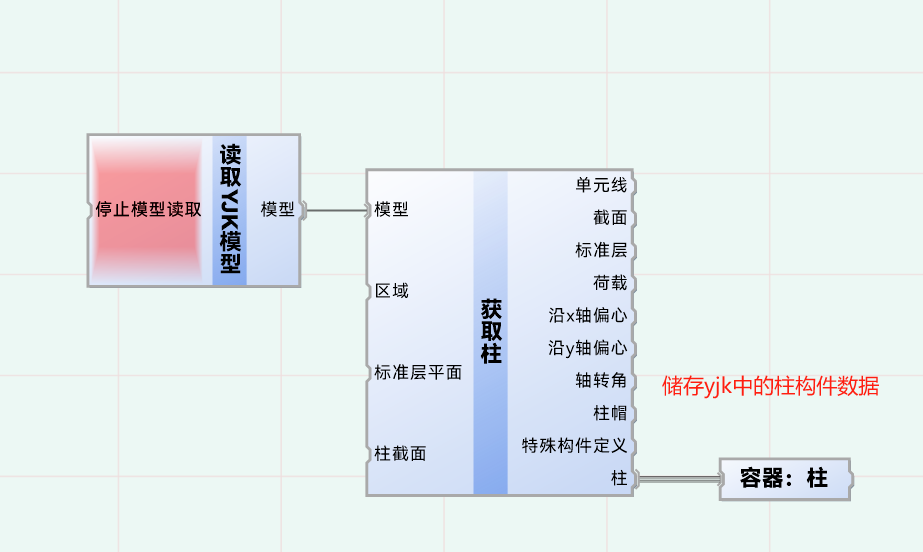 停止模型读取
读取YJK模型
模型
模型
区域
标准层平面
柱截面
获取柱
单元线
截面
标准层
荷载
沿x轴偏心
沿y轴偏心
轴转角
柱帽
特殊构件定义
柱
储存yjk中的柱构件数据
容器：柱